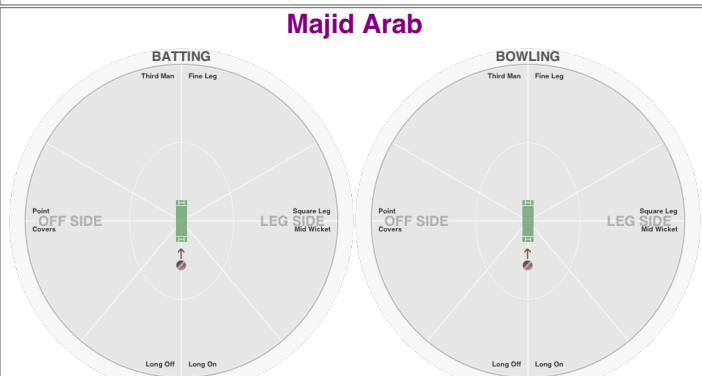 Majid Arab
BATTING
Third Man Fine Leg
Point
OFF SIDE
Covers
Square Leg
LEG SIDE
Mid Wicket
Long Off Long On
BOWLING
Third Man Fine Leg
Point
OFF SIDE
Covers
Square Leg
LEG SIDE
Mid Wicket
Long Off Long On